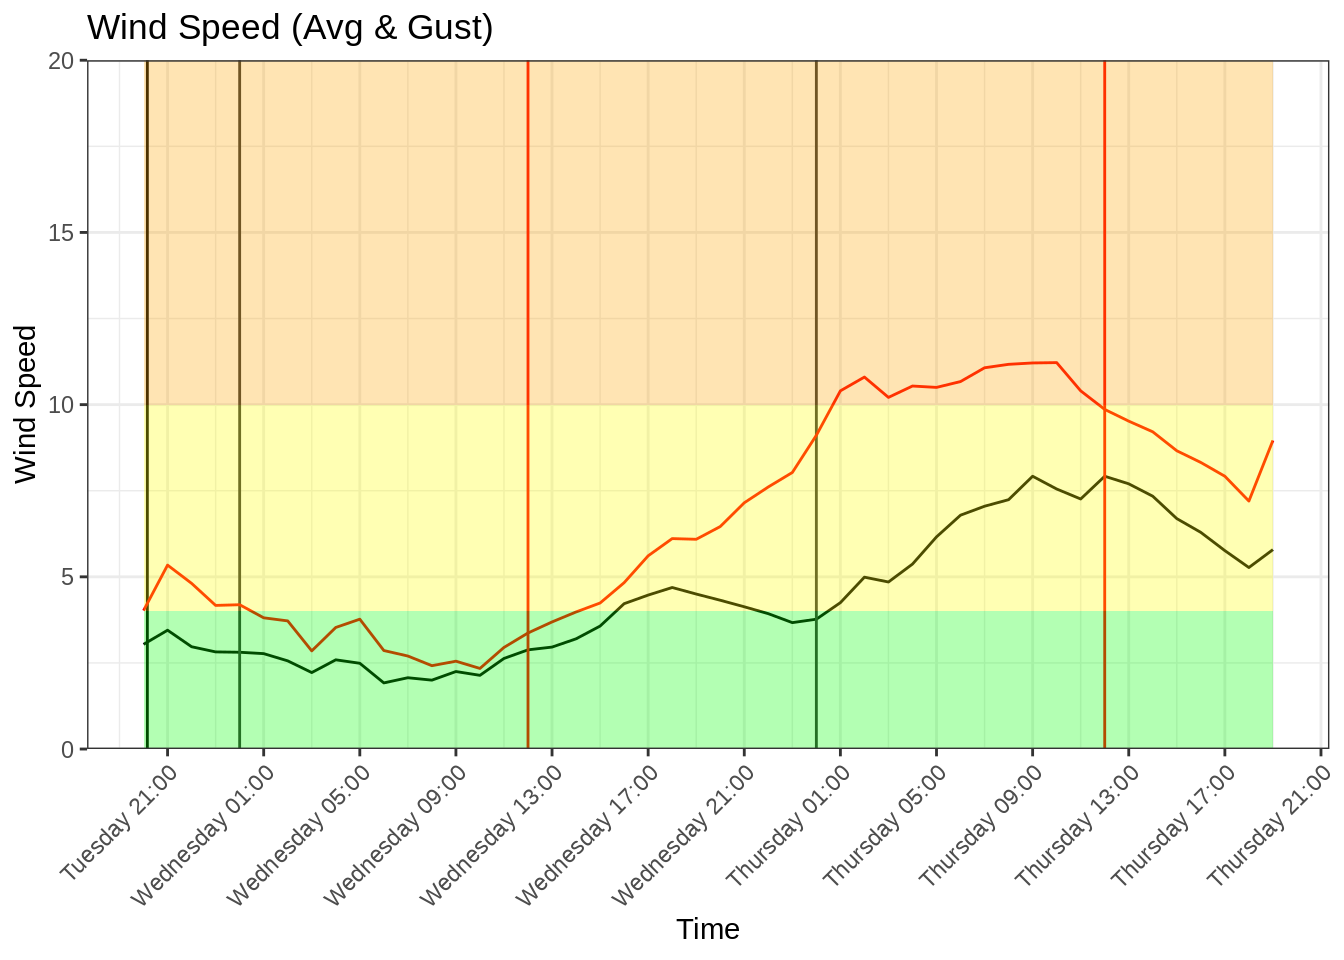 Wind Speed (Avg & Gust)
20
15
10
5
0
Wind Speed
Tuesday 21:00
Wednesday 01:00
Wednesday 05:00
Wednesday 09:00
Wednesday 13:00
Wednesday 17:00
Wednesday 21:00
Thursday 01:00
Thursday 05:00
Thursday 09:00
Thursday 13:00
Thursday 17:00
Thursday 21:00
Time